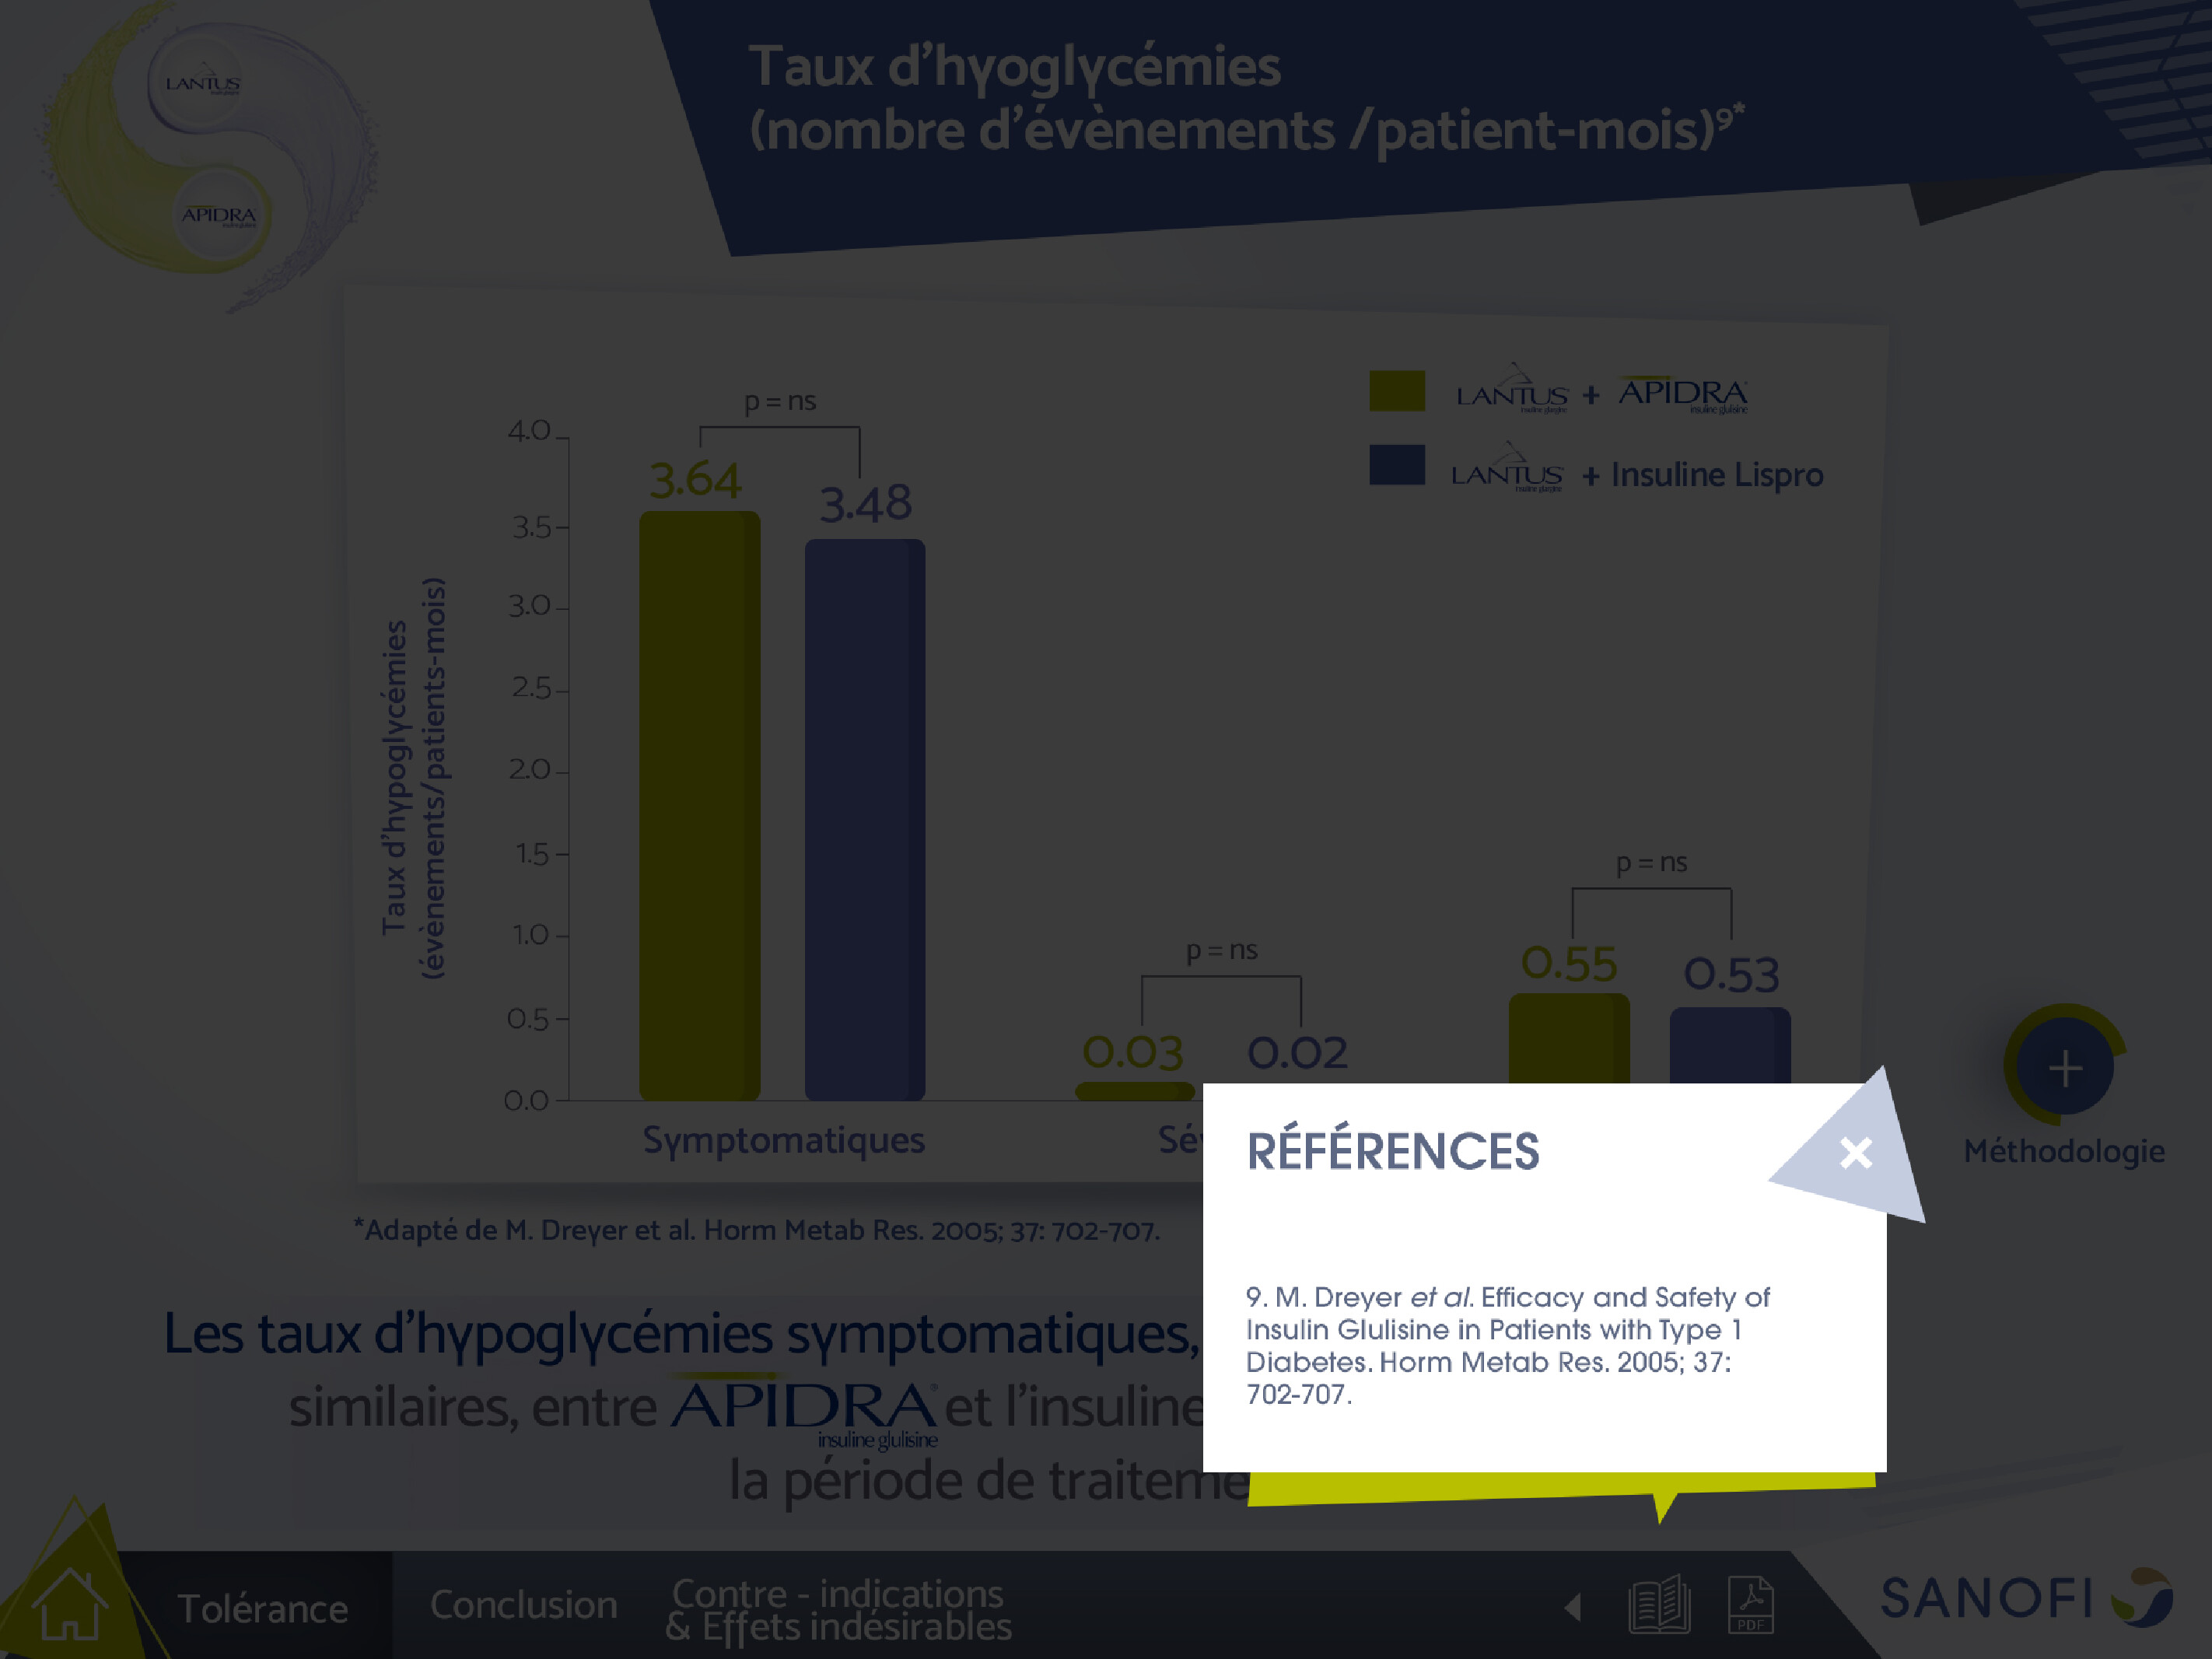 LANTUS
APIDRA
Taux d'hyoglycémies
(nombre d'évènements /patient-mois)9*
LANTUS + APIDRA
insuline glargine
insuline glulisine
LANTUS + Insuline Lispro
insuline glargine
Taux d'hypoglycémies
(évènements/patients-mois)
4.0
3.5
3.0
2.5
2.0
1.5
1.0
0.5
0.0
p = ns
3.64
3.48
p = ns
0.03
0.02
p = ns
0.55
0.53
Symptomatiques
Sé
Méthodologie
*Adapté de M. Dreyer et al. Horm Metab Res. 2005; 37: 702-707.
RÉFÉRENCES
9. M. Dreyer et al. Efficacy and Safety of
Insulin Glulisine in Patients with Type 1
Diabetes. Horm Metab Res. 2005; 37:
702-707.
Les taux d'hypoglycémies symptomatiques,
similaires, entre APIDRA et l'insuline
insuline glulisine
la période de traiteme
Tolérance
Conclusion
Contre - indications
& Effets indésirables
PDF
SANOFI